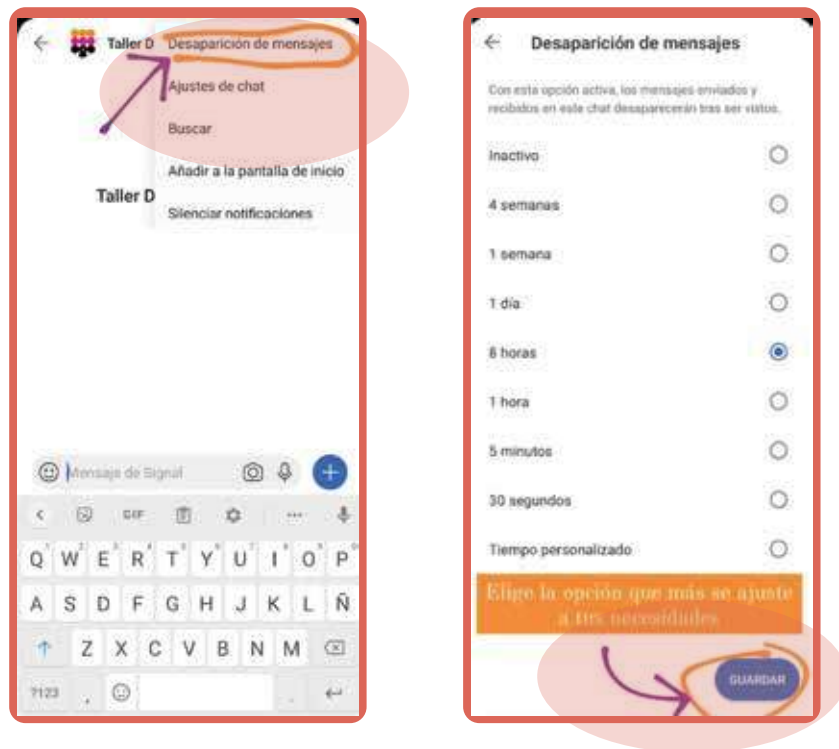 Taller D
Desaparición de mensajes
Ajustes de chat
Buscar
Añadir a la pantalla de inicio
Silenciar notificaciones
Taller D
Mensaje de Signal
GIF
Q W E R T Y U I O P
A S D F G H J K L Ñ
Z X C V B N M
?123 , .
Desaparición de mensajes
Con esta opción activa, los mensajes enviados y
recibidos en este chat desaparecerán tras ser vistos.
Inactivo
4 semanas
1 semana
1 día
8 horas
1 hora
5 minutos
30 segundos
Tiempo personalizado
Elige la opción que más se ajuste
a tus necesidades
GUARDAR